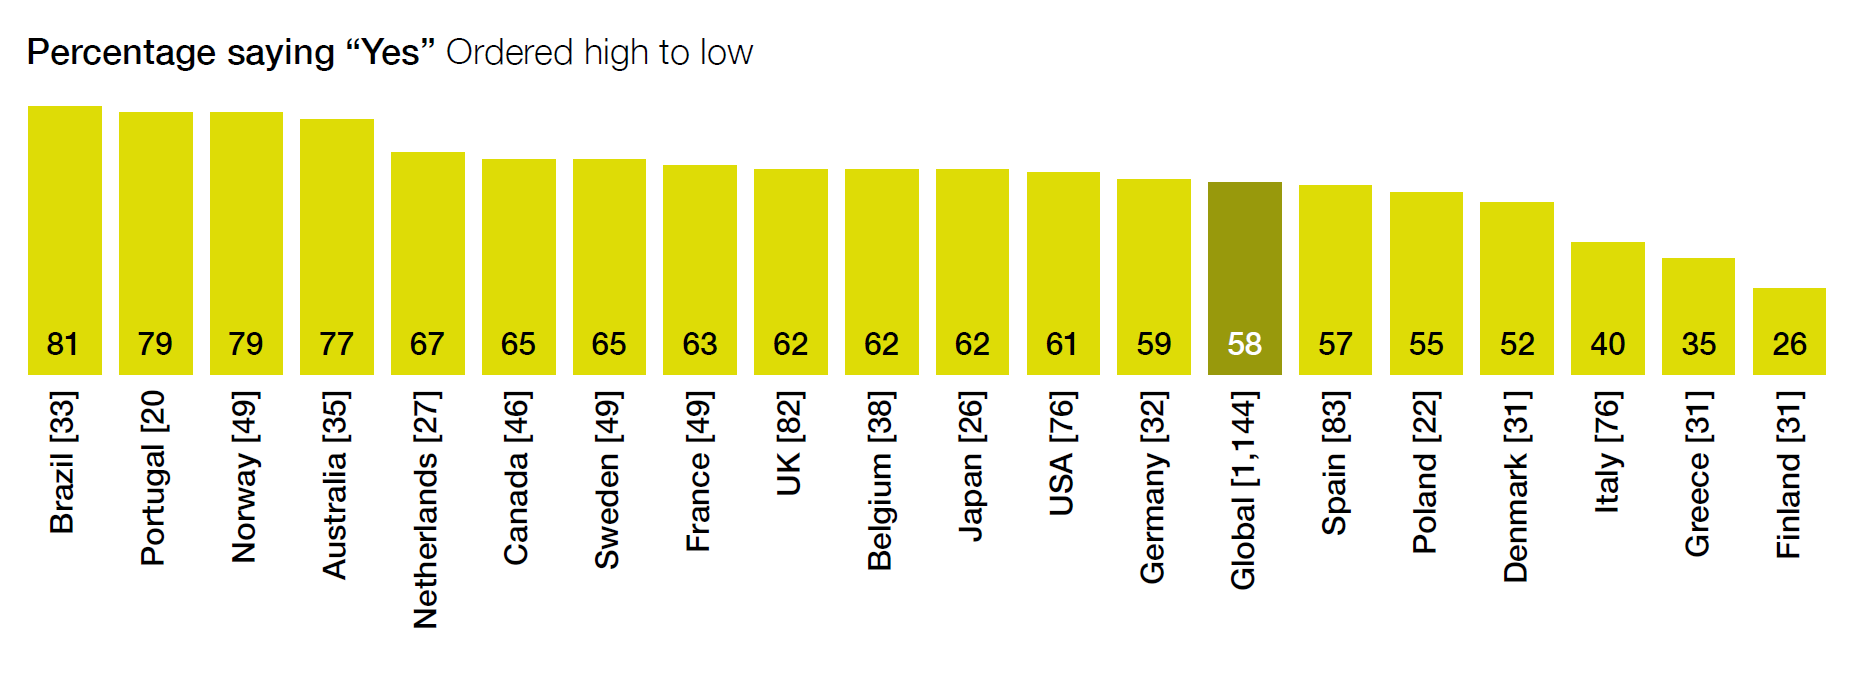 Percentage saying “Yes” Ordered high to low
81 79 79 77 67 65 65 63 62 62 62 61 59 58 57 55 52 40 35 26
Brazil [33]
Portugal [20
Norway [49]
Australia [35]
Netherlands [27]
Canada [46]
Sweden [49]
France [49]
UK [82]
Belgium [38]
Japan [26]
USA [76]
Germany [32]
Global [1,144]
Spain [83]
Poland [22]
Denmark [31]
Italy [76]
Greece [31]
Finland [31]